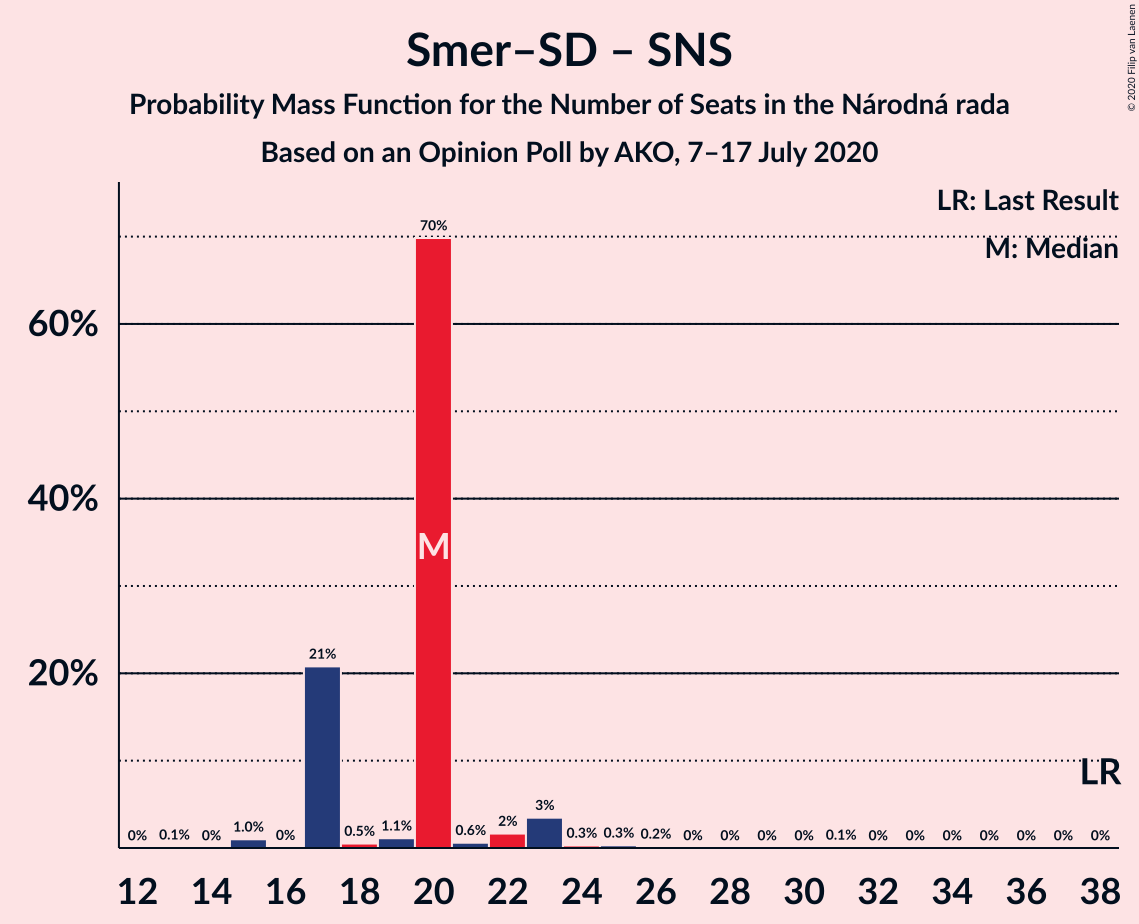 Smer–SD – SNS
Probability Mass Function for the Number of Seats in the Národná rada
Based on an Opinion Poll by AKO, 7–17 July 2020
© 2020 Filip van Laenen
LR: Last Result
M: Median
70%
60%
40%
M
21%
20%
LR
0% 0.1% 0% 1.0% 0% 0.5% 1.1% 0.6% 2% 3% 0.3% 0.3% 0.2% 0% 0% 0% 0% 0.1% 0% 0% 0% 0% 0% 0% 0%
12 14 16 18 20 22 24 26 28 30 32 34 36 38